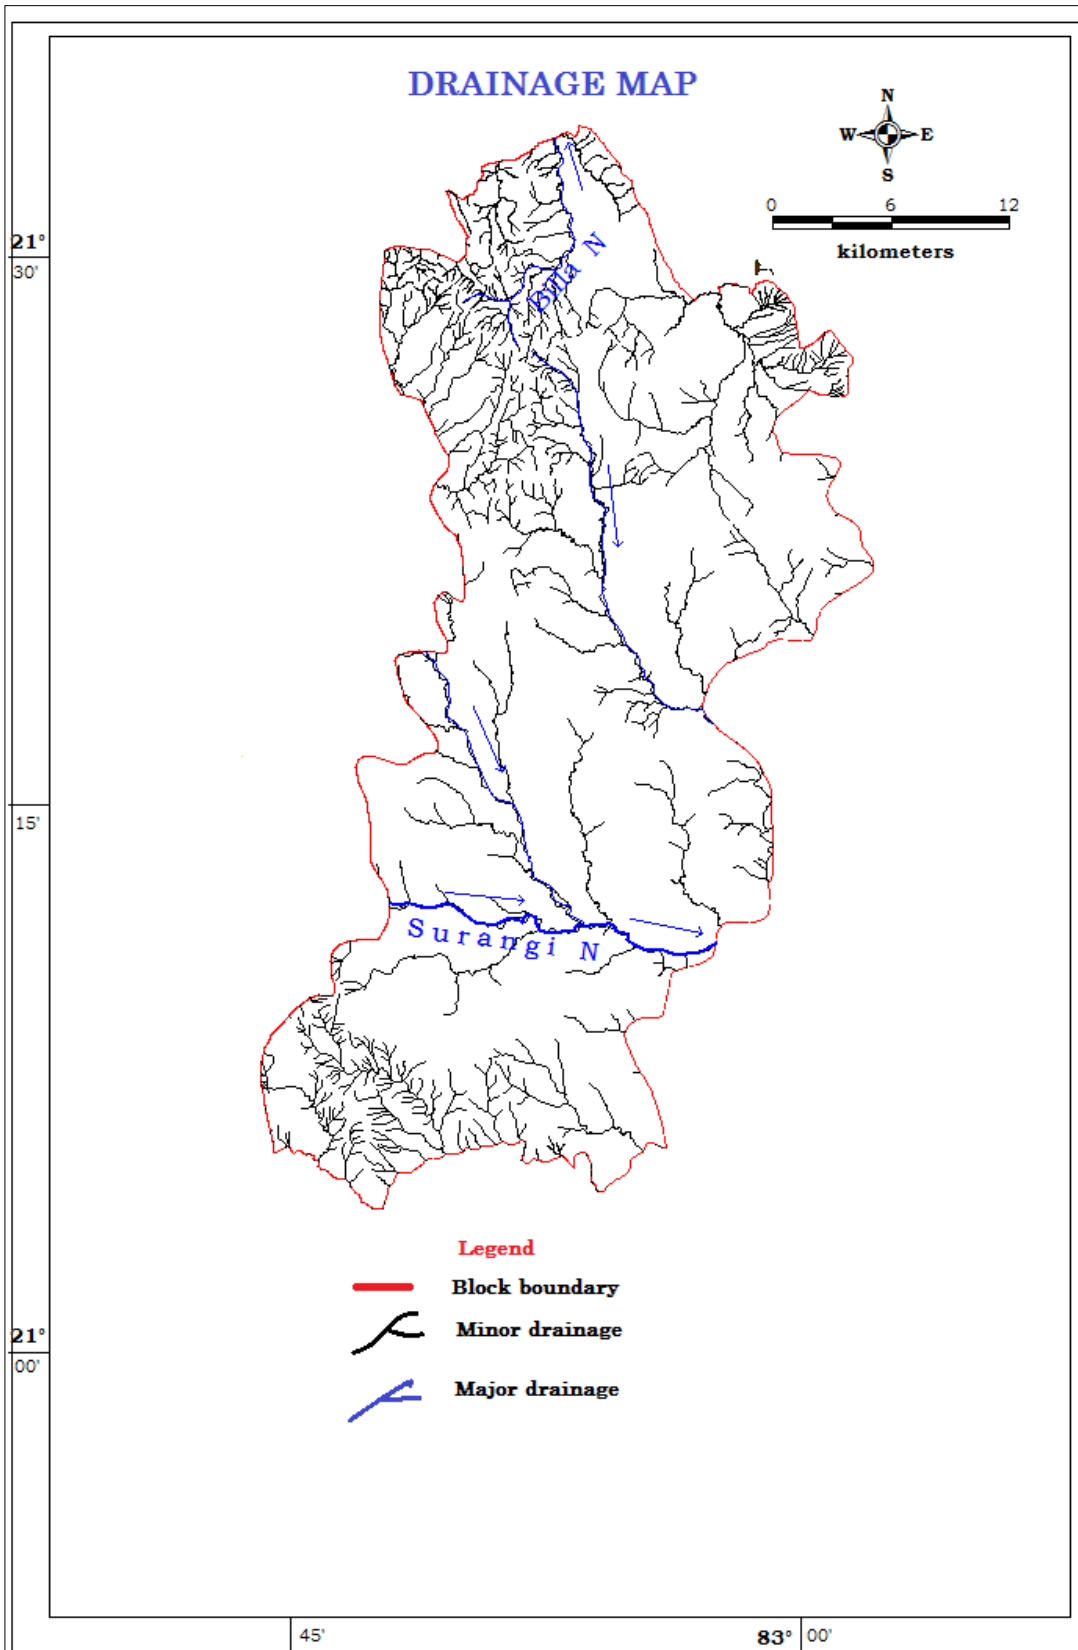 DRAINAGE MAP
N
W E
S
0 6 12
kilometers
21°
30'
Billa N
15'
Surangi N
Legend
Block boundary
Minor drainage
Major drainage
21°
00'
45' 83° 00'